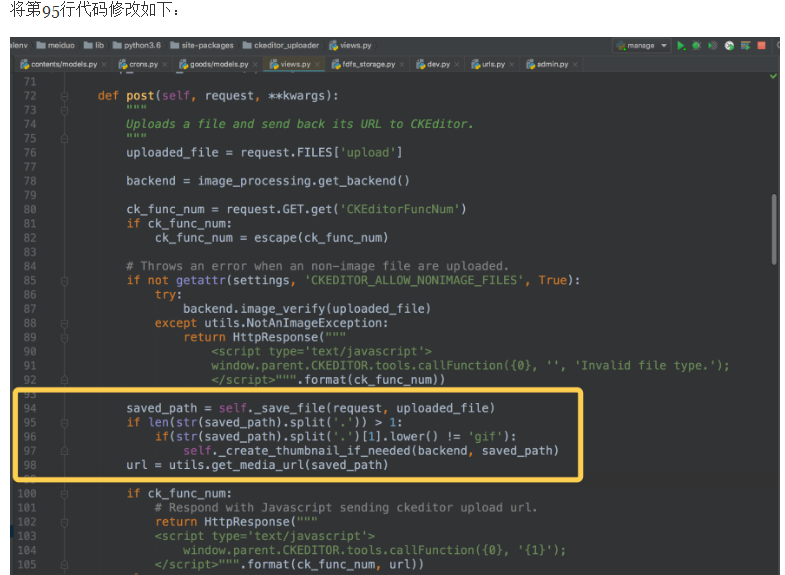 将第95行代码修改如下：
alenv meiduo lib python3.6 site-packages ckeditor_uploader views.py manage
contents/models.py crons.py goods/models.py views.py fdfs_storage.py dev.py urls.py admin.py
71
72 def post(self, request, **kwargs):
73 """
74 Uploads a file and send back its URL to CKEditor.
75 """
76 uploaded_file = request.FILES['upload']
77
78 backend = image_processing.get_backend()
79
80 ck_func_num = request.GET.get('CKEditorFuncNum')
81 if ck_func_num:
82 ck_func_num = escape(ck_func_num)
83
84 # Throws an error when an non-image file are uploaded.
85 if not getattr(settings, 'CKEDITOR_ALLOW_NONIMAGE_FILES', True):
86 try:
87 backend.image_verify(uploaded_file)
88 except utils.NotAnImageException:
89 return HttpResponse("""
90 <script type='text/javascript'>
91 window.parent.CKEDITOR.tools.callFunction({0}, '', 'Invalid file type.');
92 </script>""".format(ck_func_num))
93
94 saved_path = self._save_file(request, uploaded_file)
95 if len(str(saved_path).split('.')) > 1:
96 if(str(saved_path).split('.')[1].lower() != 'gif'):
97 self._create_thumbnail_if_needed(backend, saved_path)
98 url = utils.get_media_url(saved_path)
100 if ck_func_num:
101 # Respond with Javascript sending ckeditor upload url.
102 return HttpResponse("""
103 <script type='text/javascript'>
104 window.parent.CKEDITOR.tools.callFunction({0}, '{1}');
105 </script>""".format(ck_func_num, url))